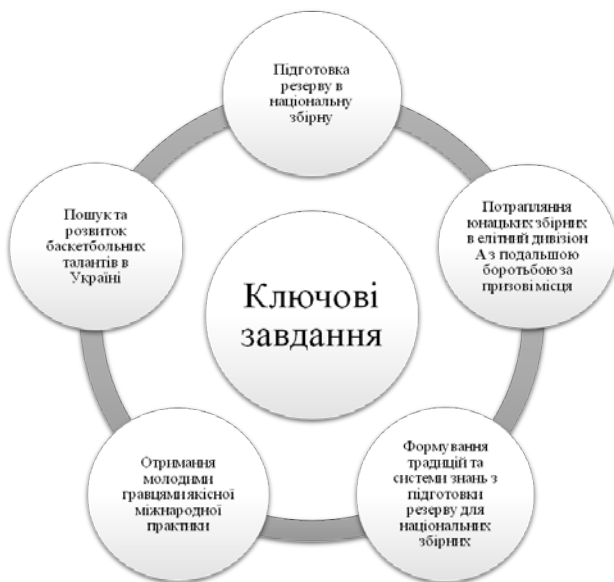 Підготовка
резерву в
національну
збірну
Потрапляння
юнацьких збірних
в елітний дивізіон
А з подальшою
боротьбою за
призові місця
Формування
традицій та
системи знань з
підготовки
резерву для
національних
збірних
Отримання
молодими
гравцями якісної
міжнародної
практики
Пошук та
розвиток
баскетбольних
талантів в
Україні
Ключові
завдання